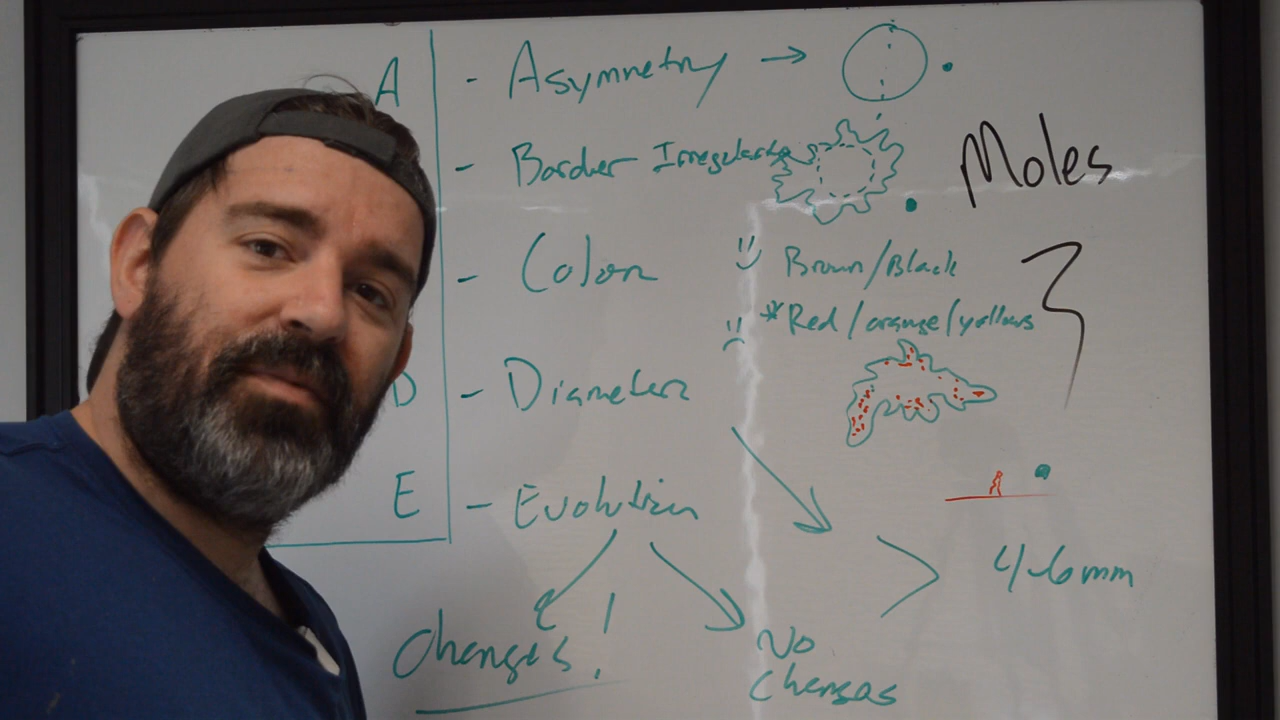 A - Asymmetry →
- Border Irregularity
Moles
- Color
Brown/Black
*Red/orange/yellows
D - Diameter
E - Evolution
> 4-6mm
Changes!
No
Changes